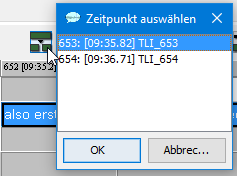 Zeitpunkt auswählen
653: [09:35.82] TLI_653
654: [09:36.71] TLI_654
652 [09:35.2
also erst
OK
Abbrec...